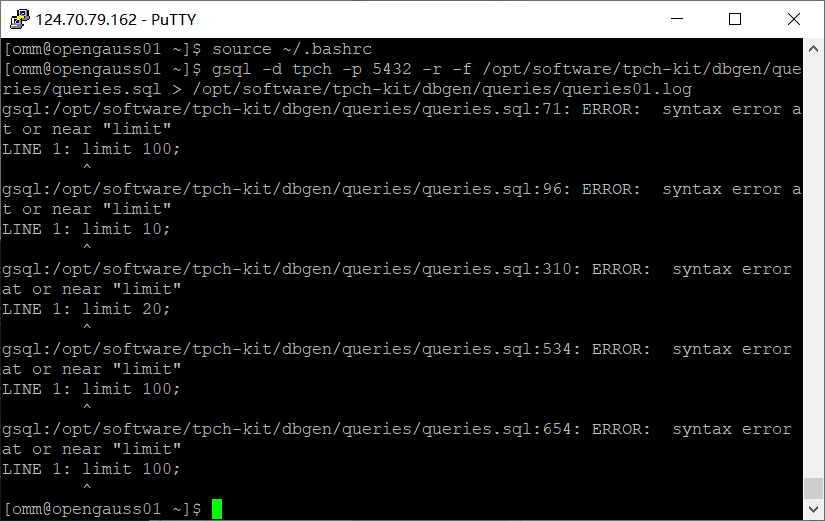 124.70.79.162 - PuTTY
[omm@opengauss01 ~]$ source ~/.bashrc
[omm@opengauss01 ~]$ gsql -d tpch -p 5432 -r -f /opt/software/tpch-kit/dbgen/que
ries/queries.sql > /opt/software/tpch-kit/dbgen/queries/queries01.log
gsql:/opt/software/tpch-kit/dbgen/queries/queries.sql:71: ERROR:  syntax error a
t or near "limit"
LINE 1: limit 100;
        ^
gsql:/opt/software/tpch-kit/dbgen/queries/queries.sql:96: ERROR:  syntax error a
t or near "limit"
LINE 1: limit 10;
        ^
gsql:/opt/software/tpch-kit/dbgen/queries/queries.sql:310: ERROR:  syntax error
at or near "limit"
LINE 1: limit 20;
        ^
gsql:/opt/software/tpch-kit/dbgen/queries/queries.sql:534: ERROR:  syntax error
at or near "limit"
LINE 1: limit 100;
        ^
gsql:/opt/software/tpch-kit/dbgen/queries/queries.sql:654: ERROR:  syntax error
at or near "limit"
LINE 1: limit 100;
        ^
[omm@opengauss01 ~]$